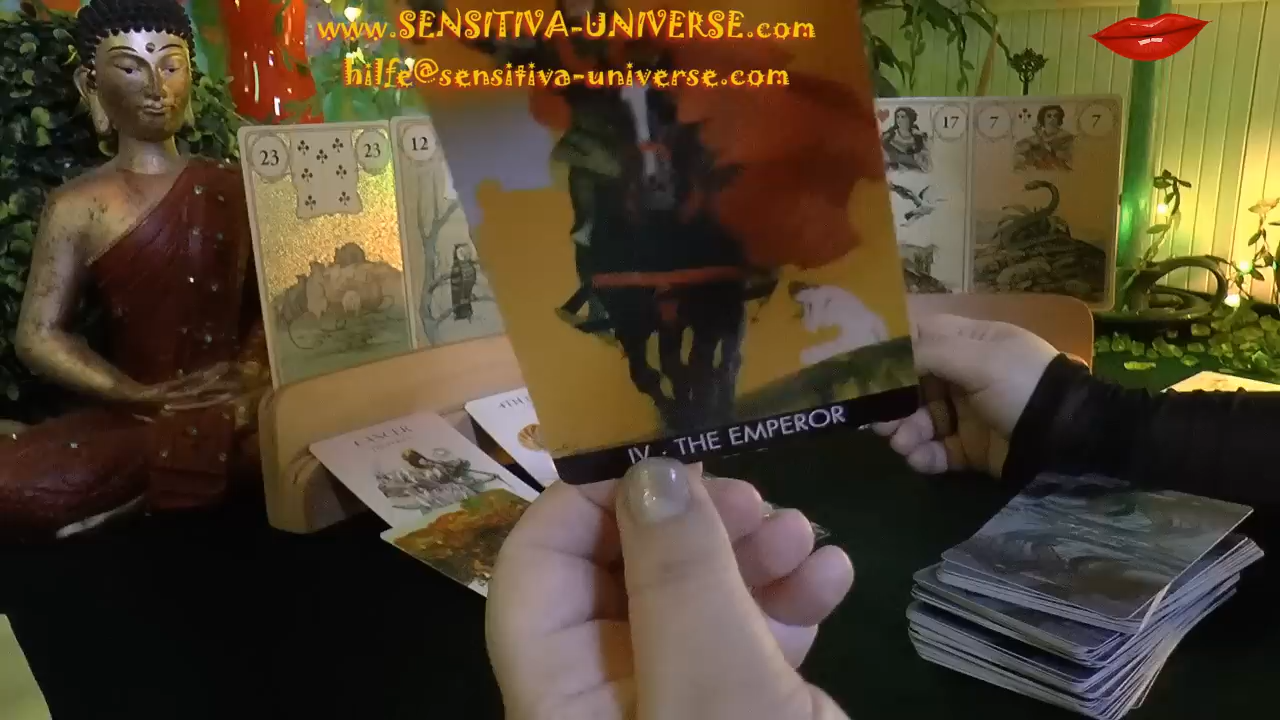 www.SENSITIVA-UNIVERSE.com
hilfe@sensitiva-universe.com
23
23
12
17
7
7
CANCER
IV · THE EMPEROR